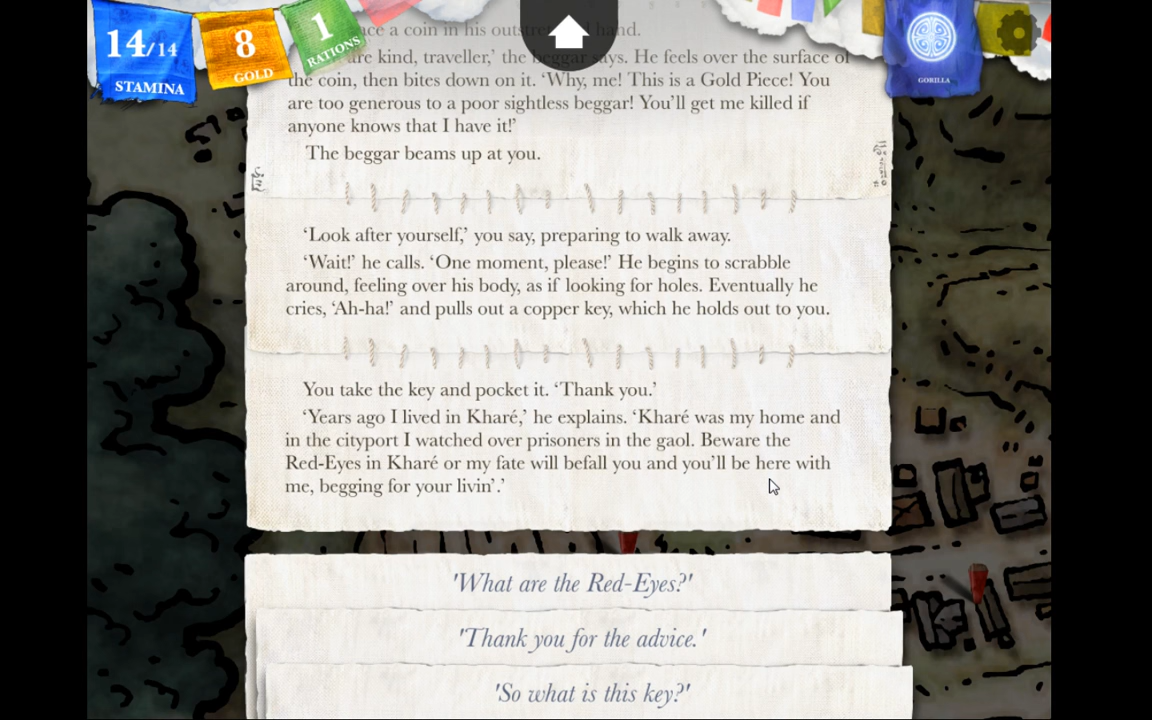 14/14
STAMINA
8
GOLD
1
RATIONS
GORILLA
a coin in his hand.
are kind, traveller,’ the beggar says. He feels over the surface of
the coin, then bites down on it. ‘Why, me! This is a Gold Piece! You
are too generous to a poor sightless beggar! You’ll get me killed if
anyone knows that I have it!’
The beggar beams up at you.
‘Look after yourself,’ you say, preparing to walk away.
‘Wait!’ he calls. ‘One moment, please!’ He begins to scrabble
around, feeling over his body, as if looking for holes. Eventually he
cries, ‘Ah-ha!’ and pulls out a copper key, which he holds out to you.
You take the key and pocket it. ‘Thank you.’
‘Years ago I lived in Kharé,’ he explains. ‘Kharé was my home and
in the cityport I watched over prisoners in the gaol. Beware the
Red-Eyes in Kharé or my fate will befall you and you’ll be here with
me, begging for your livin’.’
'What are the Red-Eyes?'
'Thank you for the advice.'
'So what is this key?'